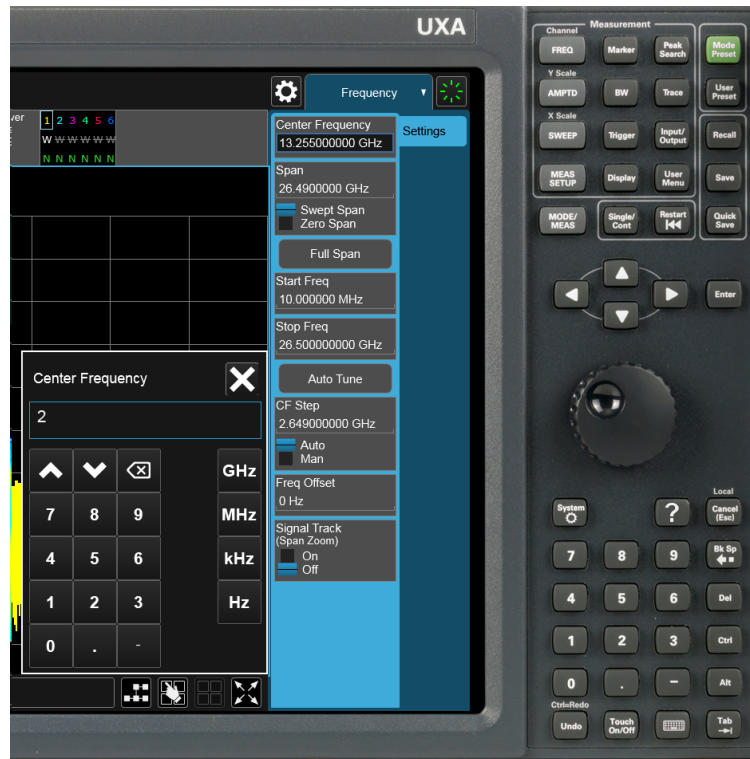 UXA
Frequency
ver
1 2 3 4 5 6
W W W W W W
N N N N N N
Center Frequency
13.255000000 GHz
Settings
Span
26.4900000 GHz
Swept Span
Zero Span
Full Span
Start Freq
10.000000 MHz
Stop Freq
26.500000000 GHz
Auto Tune
CF Step
2.649000000 GHz
Auto
Man
Freq Offset
0 Hz
Signal Track
(Span Zoom)
On
Off
Center Frequency
2
GHz
7 8 9 MHz
4 5 6 kHz
1 2 3 Hz
0 . -
Measurement
Channel
FREQ Marker Peak Search Mode Preset
Y Scale
AMPTD BW Trace User Preset
X Scale
SWEEP Trigger Input/ Output Recall
MEAS SETUP Display User Menu Save
MODE/ MEAS Single/ Cont Restart Quick Save
Enter
Local
System ? Cancel (Esc)
7 8 9 Bk Sp
4 5 6 Del
1 2 3 Ctrl
0 . - Alt
Ctrl=Redo
Undo Touch On/Off Tab